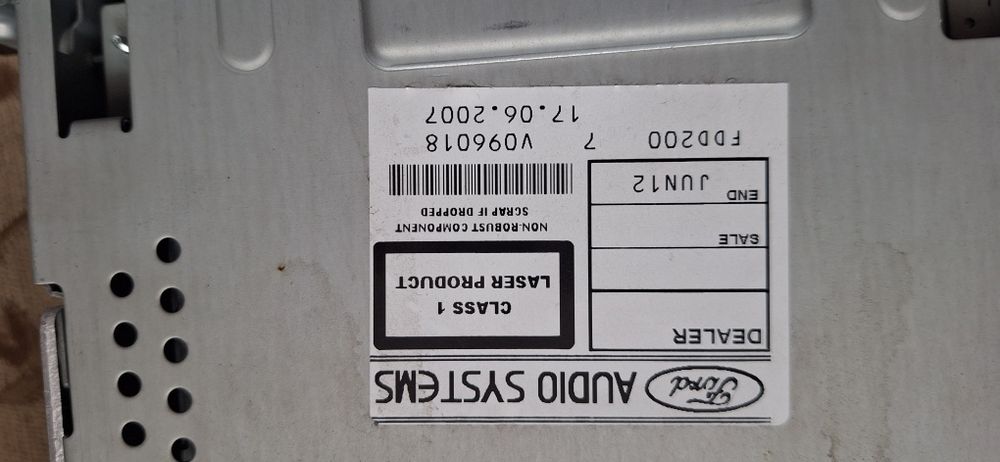 Ford AUDIO SYSTEMS
DEALER
SALE
END JUN12
CLASS 1
LASER PRODUCT
NON-ROBUST COMPONENT
SCRAP IF DROPPED
FDD200 7 V096018
17.06.2007